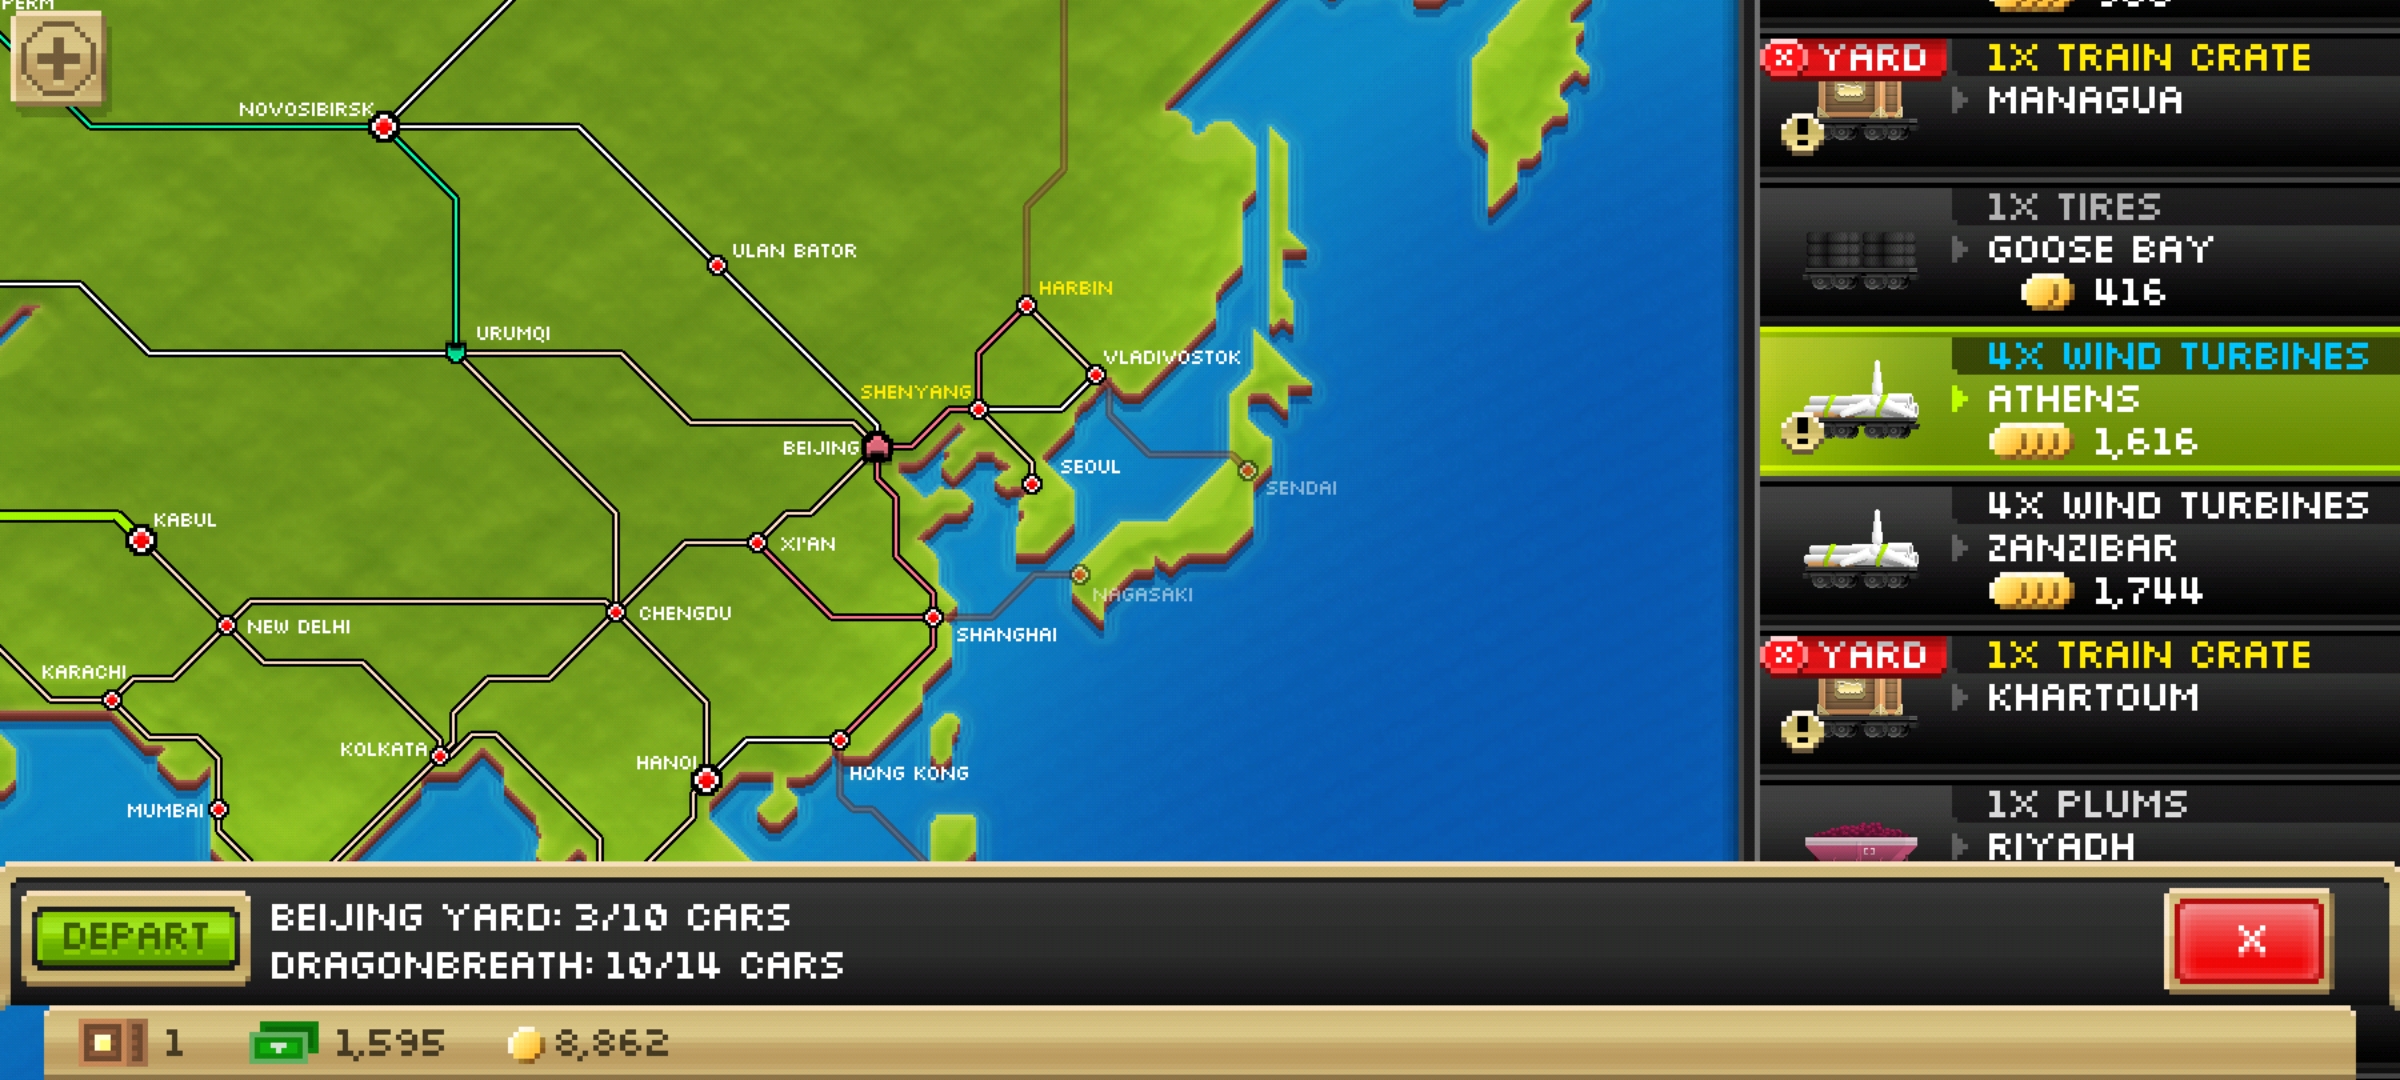 PERM
NOVOSIBIRSK
ULAN BATOR
HARBIN
URUMQI
VLADIVOSTOK
SHENYANG
BEIJING
SEOUL
SENDAI
KABUL
XI'AN
NAGASAKI
CHENGDU
NEW DELHI
SHANGHAI
KARACHI
KOLKATA
HANOI
HONG KONG
MUMBAI
YARD
1X TRAIN CRATE
MANAGUA
1X TIRES
GOOSE BAY
416
4X WIND TURBINES
ATHENS
1,616
4X WIND TURBINES
ZANZIBAR
1,744
YARD
1X TRAIN CRATE
KHARTOUM
1X PLUMS
RIYADH
DEPART
BEIJING YARD: 3/10 CARS
DRAGONBREATH: 10/14 CARS
X
1
1,595
8,862